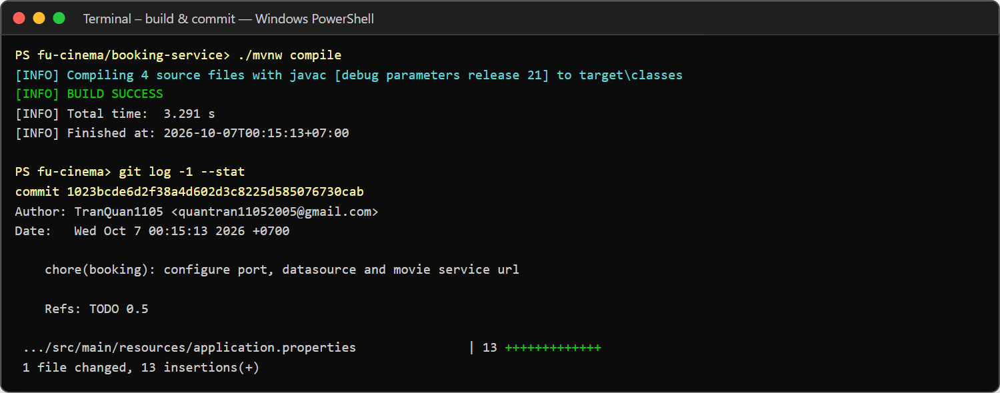 Terminal – build & commit — Windows PowerShell
PS fu-cinema/booking-service> ./mvnw compile
[INFO] Compiling 4 source files with javac [debug parameters release 21] to target\classes
[INFO] BUILD SUCCESS
[INFO] Total time:  3.291 s
[INFO] Finished at: 2026-10-07T00:15:13+07:00
PS fu-cinema> git log -1 --stat
commit 1023bcde6d2f38a4d602d3c8225d585076730cab
Author: TranQuan1105 <quantran11052005@gmail.com>
Date:   Wed Oct 7 00:15:13 2026 +0700
chore(booking): configure port, datasource and movie service url
Refs: TODO 0.5
.../src/main/resources/application.properties | 13 +++++++++++++
1 file changed, 13 insertions(+)